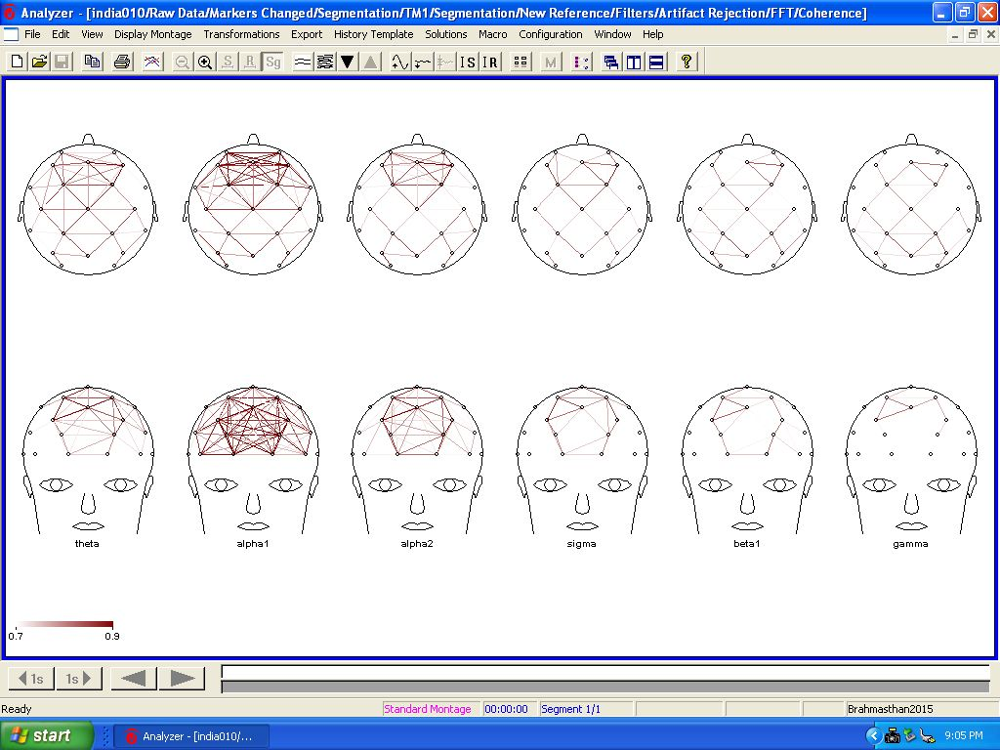 Analyzer - [india010/Raw Data/Markers Changed/Segmentation/TM1/Segmentation/New Reference/Filters/Artifact Rejection/FFT/Coherence]
File Edit View Display Montage Transformations Export History Template Solutions Macro Configuration Window Help
S R Sg I S I R M ?
theta alpha1 alpha2 sigma beta1 gamma
0.7 0.9
1s 1s
Ready Standard Montage 00:00:00 Segment 1/1 Brahmasthan2015
start Analyzer - [india010/... 9:05 PM